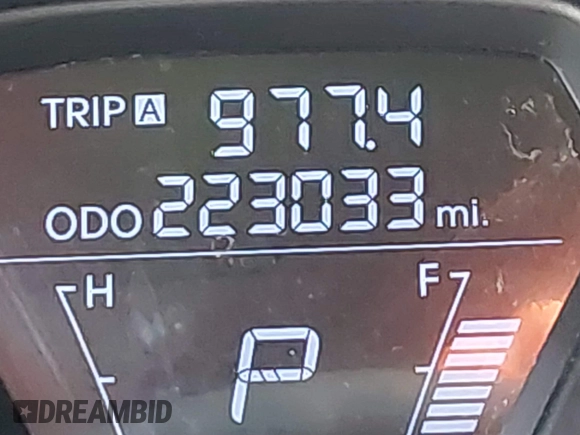 TRIP A 977.4
ODO 223033 mi.
H F
P
DREAMBID